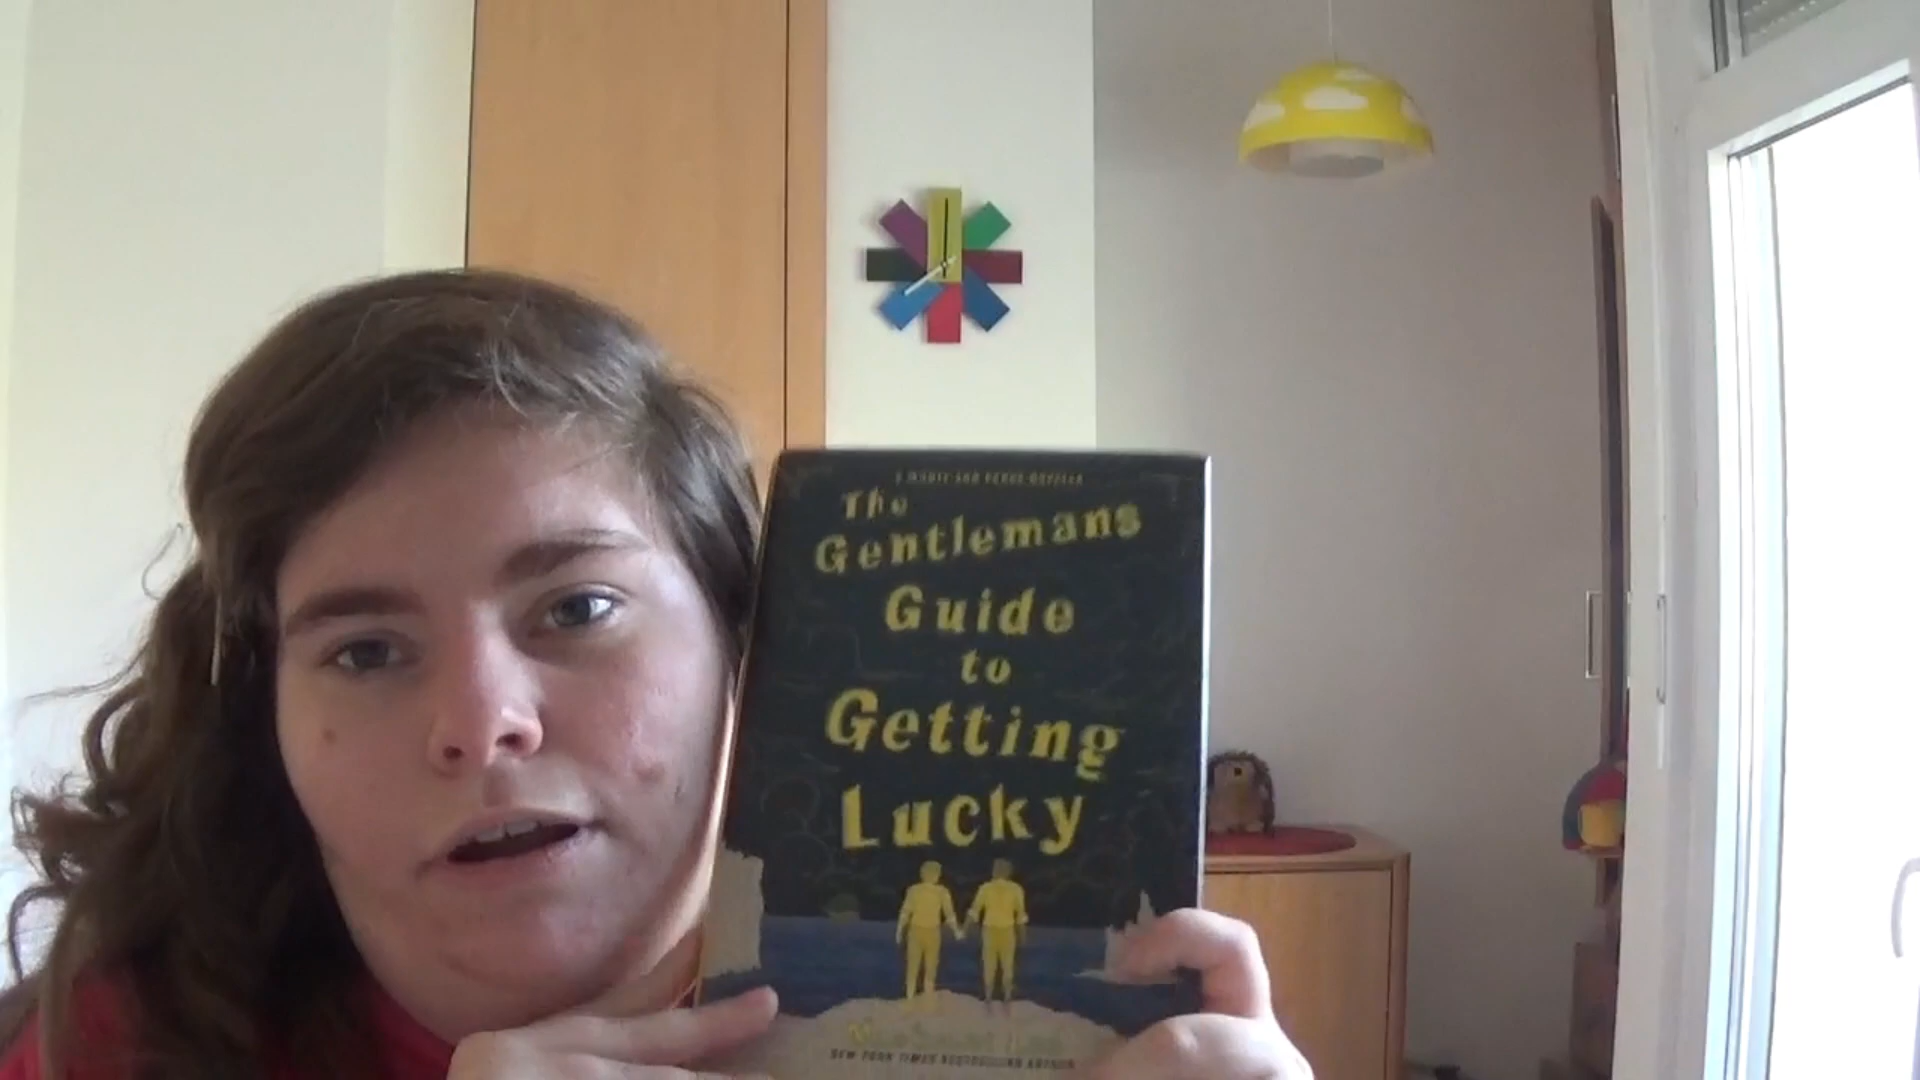 The
Gentlemans
Guide
to
Getting
Lucky
NEW YORK TIMES BESTSELLING AUTHOR